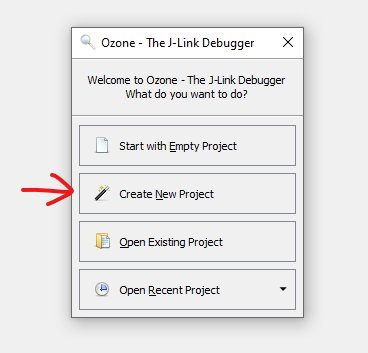 Ozone - The J-Link Debugger
Welcome to Ozone - The J-Link Debugger
What do you want to do?
Start with Empty Project
Create New Project
Open Existing Project
Open Recent Project